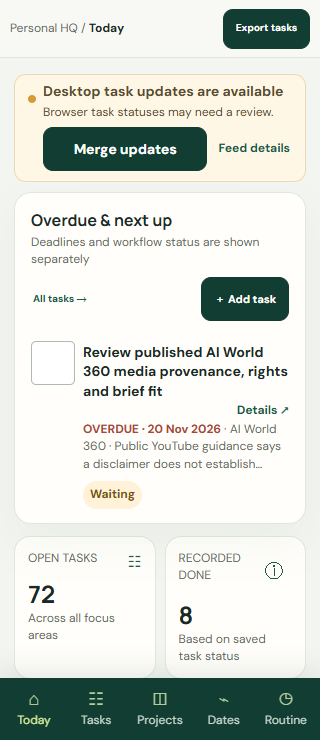 Personal HQ / Today
Export tasks
Desktop task updates are available
Browser task statuses may need a review.
Merge updates
Feed details
Overdue & next up
Deadlines and workflow status are shown
separately
All tasks →
+ Add task
Review published AI World
360 media provenance, rights
and brief fit
Details ↗
OVERDUE · 20 Nov 2026 · AI World
360 · Public YouTube guidance says
a disclaimer does not establish…
Waiting
OPEN TASKS
72
Across all focus
areas
RECORDED
DONE
8
Based on saved
task status
Today
Tasks
Projects
Dates
Routine